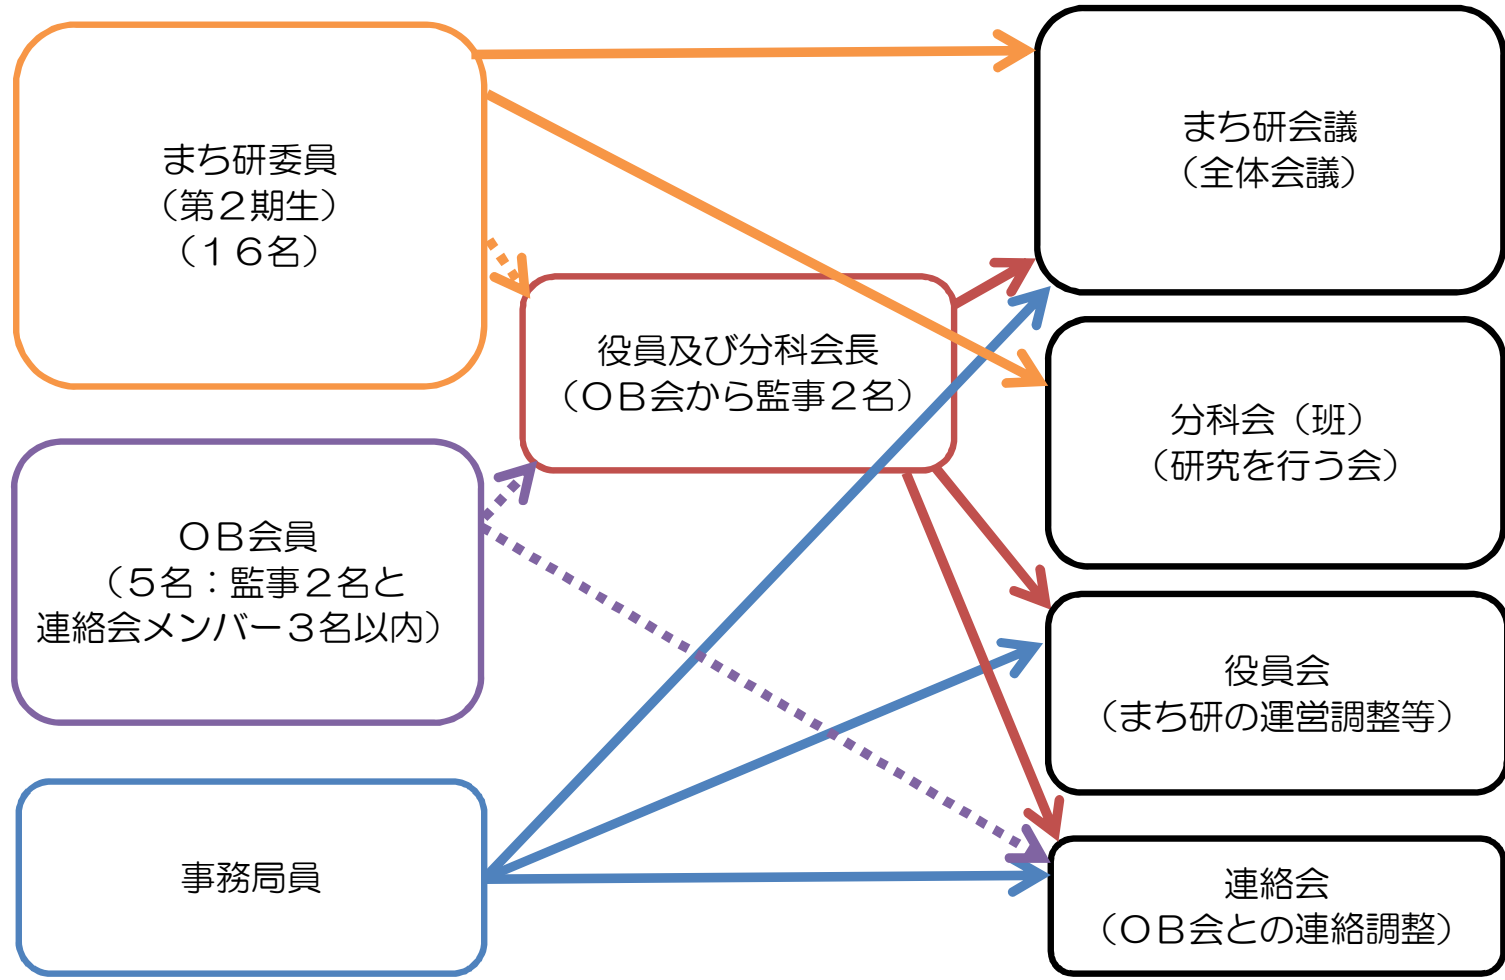 まち研委員
（第２期生）
（１６名）
役員及び分科会長
（ＯＢ会から監事２名）
ＯＢ会員
（５名：監事２名と
連絡会メンバー３名以内）
事務局員
まち研会議
（全体会議）
分科会（班）
（研究を行う会）
役員会
（まち研の運営調整等）
連絡会
（ＯＢ会との連絡調整）